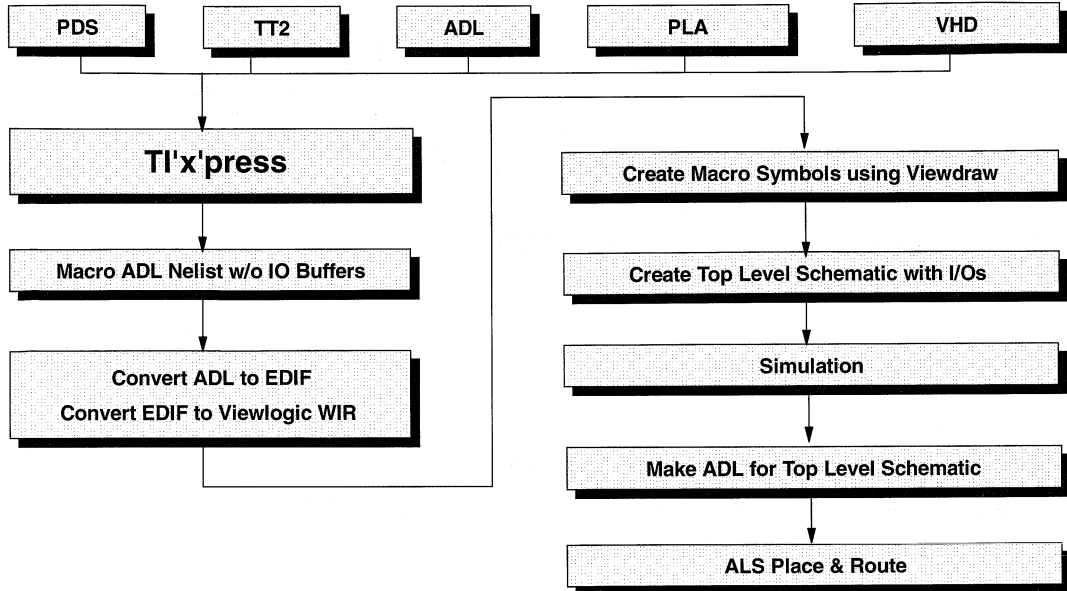 PDS
TT2
ADL
PLA
VHD
TI'x'press
Macro ADL Nelist w/o IO Buffers
Convert ADL to EDIF
Convert EDIF to Viewlogic WIR
Create Macro Symbols using Viewdraw
Create Top Level Schematic with I/Os
Simulation
Make ADL for Top Level Schematic
ALS Place & Route